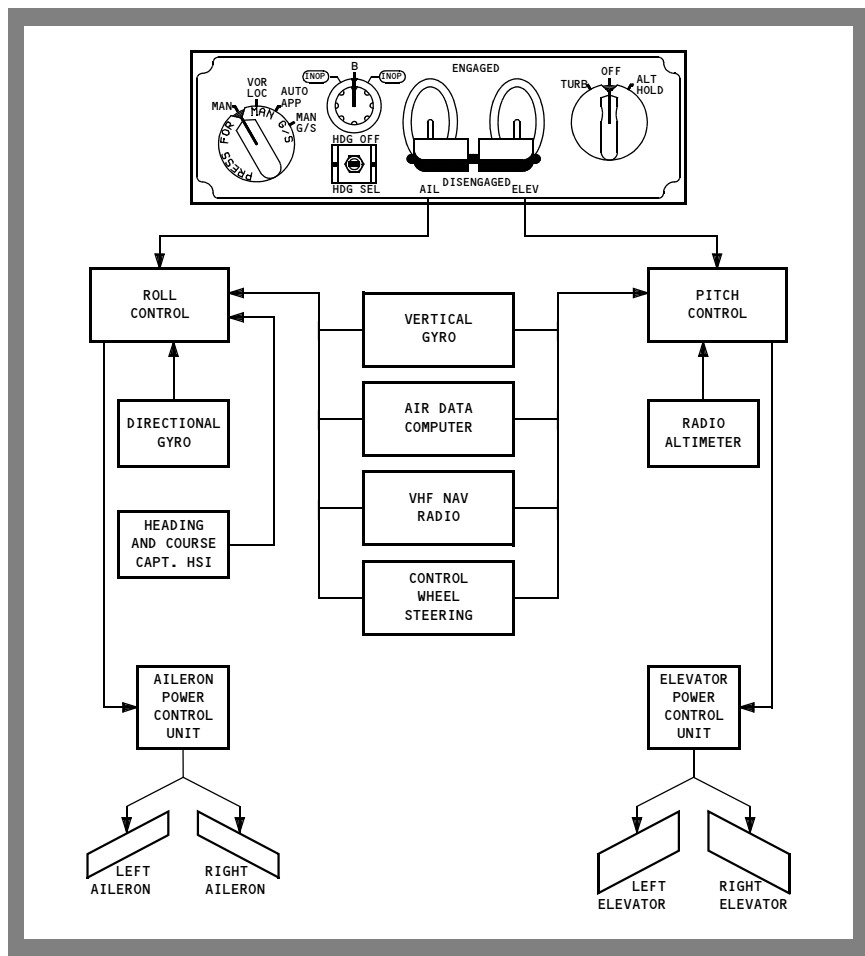 B
INOP
INOP
ENGAGED
OFF
VOR
LOC
AUTO
APP
MAN
MAN
G/S
PRESS FOR MAN G/S
TURB
ALT
HOLD
HDG OFF
HDG SEL
DISENGAGED
AIL
ELEV
ROLL
CONTROL
PITCH
CONTROL
VERTICAL
GYRO
DIRECTIONAL
GYRO
AIR DATA
COMPUTER
RADIO
ALTIMETER
VHF NAV
RADIO
HEADING
AND COURSE
CAPT. HSI
CONTROL
WHEEL
STEERING
AILERON
POWER
CONTROL
UNIT
ELEVATOR
POWER
CONTROL
UNIT
LEFT
AILERON
RIGHT
AILERON
LEFT
ELEVATOR
RIGHT
ELEVATOR